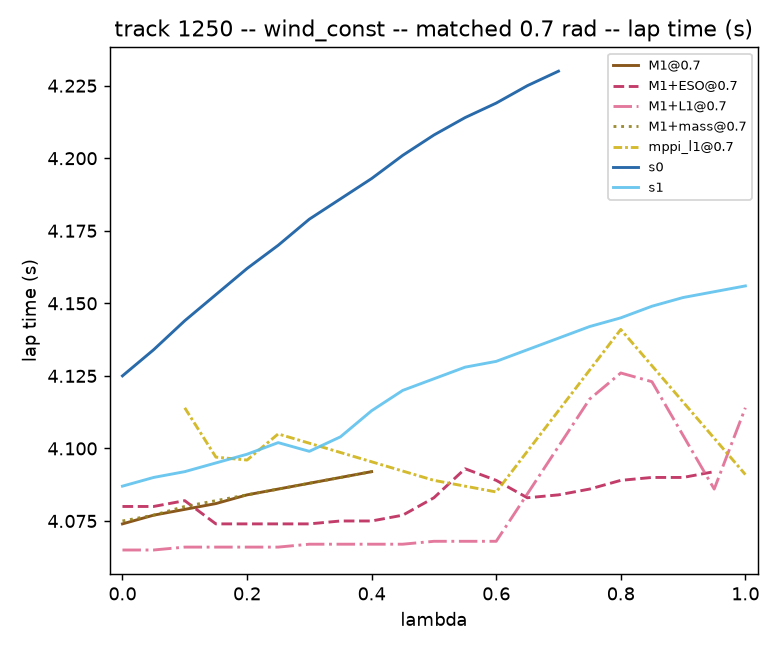 track 1250 -- wind_const -- matched 0.7 rad -- lap time (s)
M1@0.7
M1+ESO@0.7
M1+L1@0.7
M1+mass@0.7
mppi_l1@0.7
s0
s1
4.225
4.200
4.175
4.150
4.125
4.100
4.075
lap time (s)
0.0 0.2 0.4 0.6 0.8 1.0
lambda